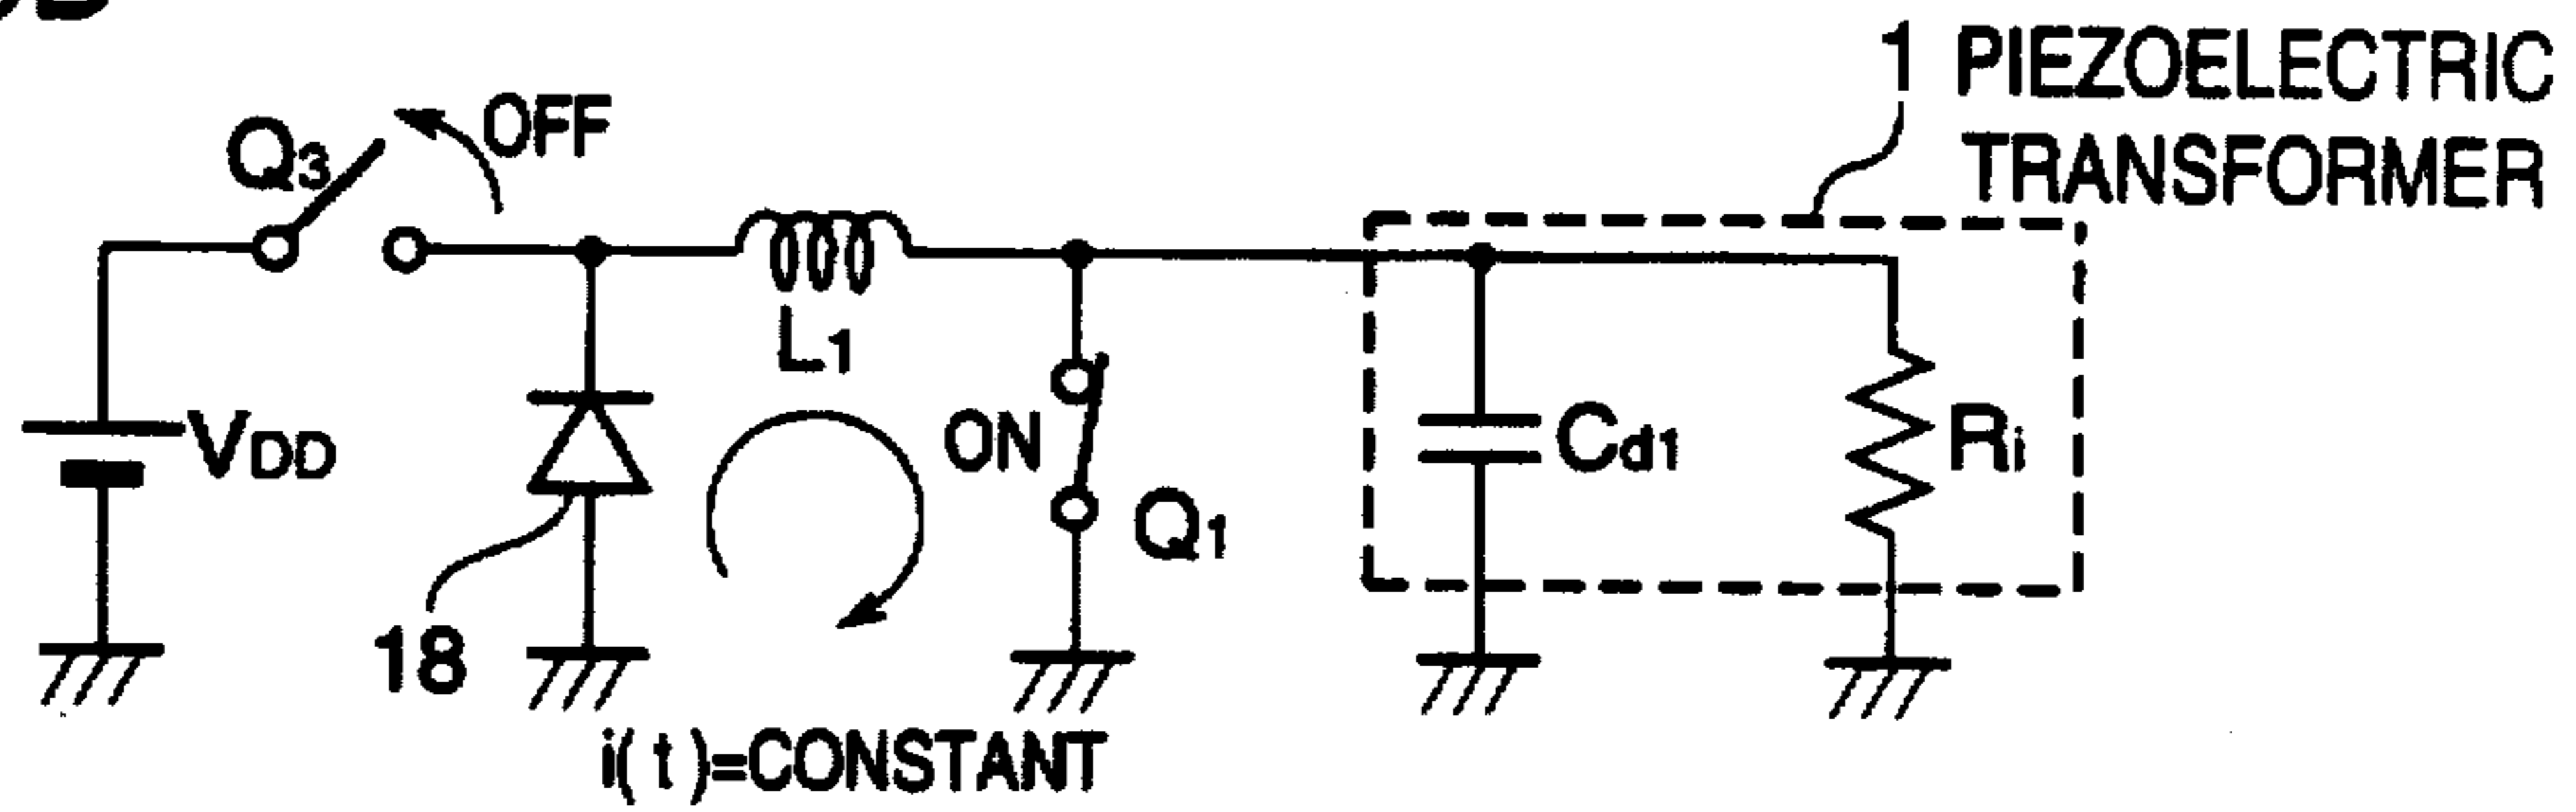 1 PIEZOELECTRIC
TRANSFORMER
OFF
Q3
L1
ON
VDD
Cd1
Ri
Q1
18
i(t)=CONSTANT